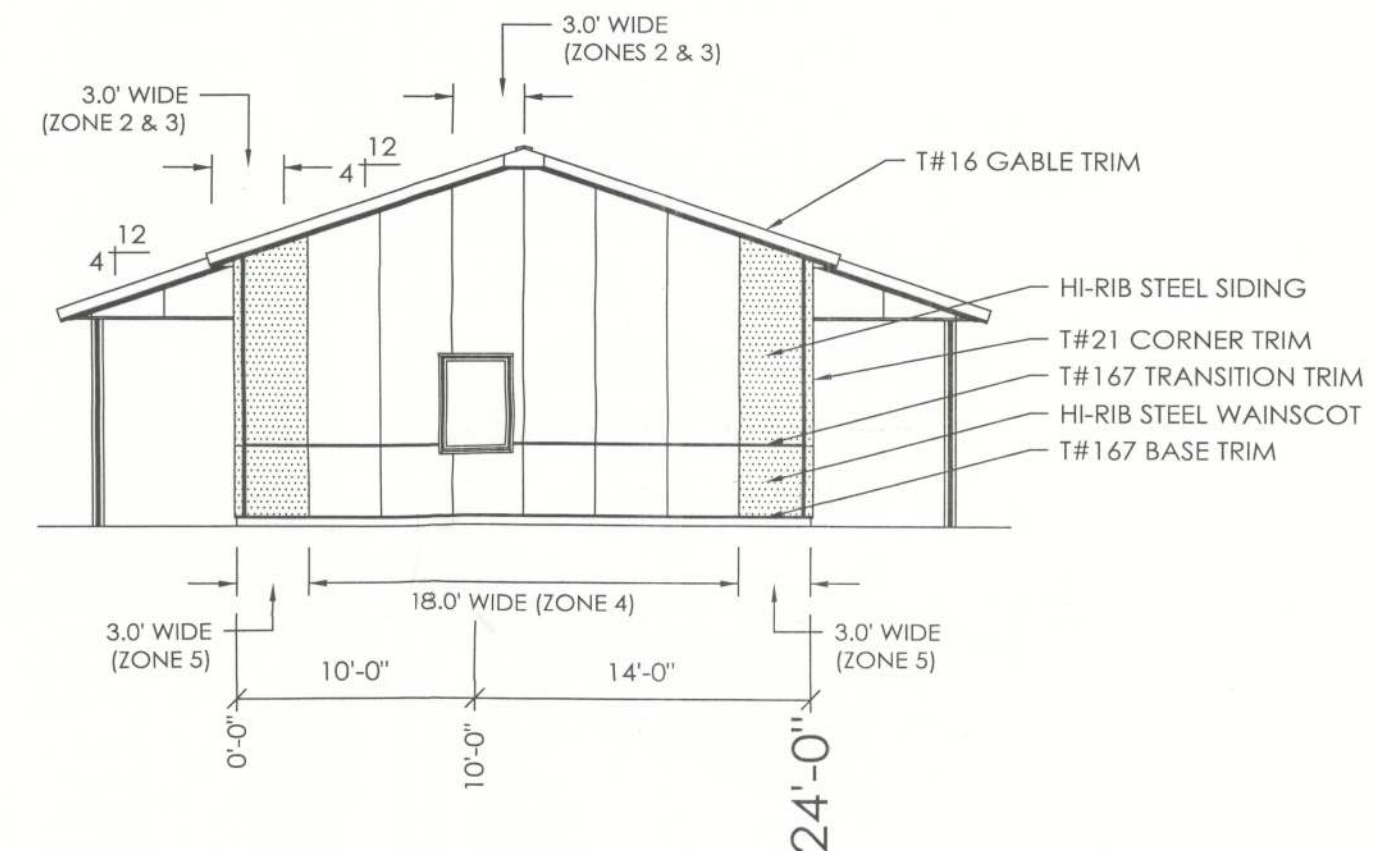 3.0' WIDE
(ZONES 2 & 3)
3.0' WIDE
(ZONE 2 & 3)
12
4
12
4
T#16 GABLE TRIM
HI-RIB STEEL SIDING
T#21 CORNER TRIM
T#167 TRANSITION TRIM
HI-RIB STEEL WAINSCOT
T#167 BASE TRIM
18.0' WIDE (ZONE 4)
3.0' WIDE
(ZONE 5)
3.0' WIDE
(ZONE 5)
10'-0"
14'-0"
0'-0"
10'-0"
24'-0"